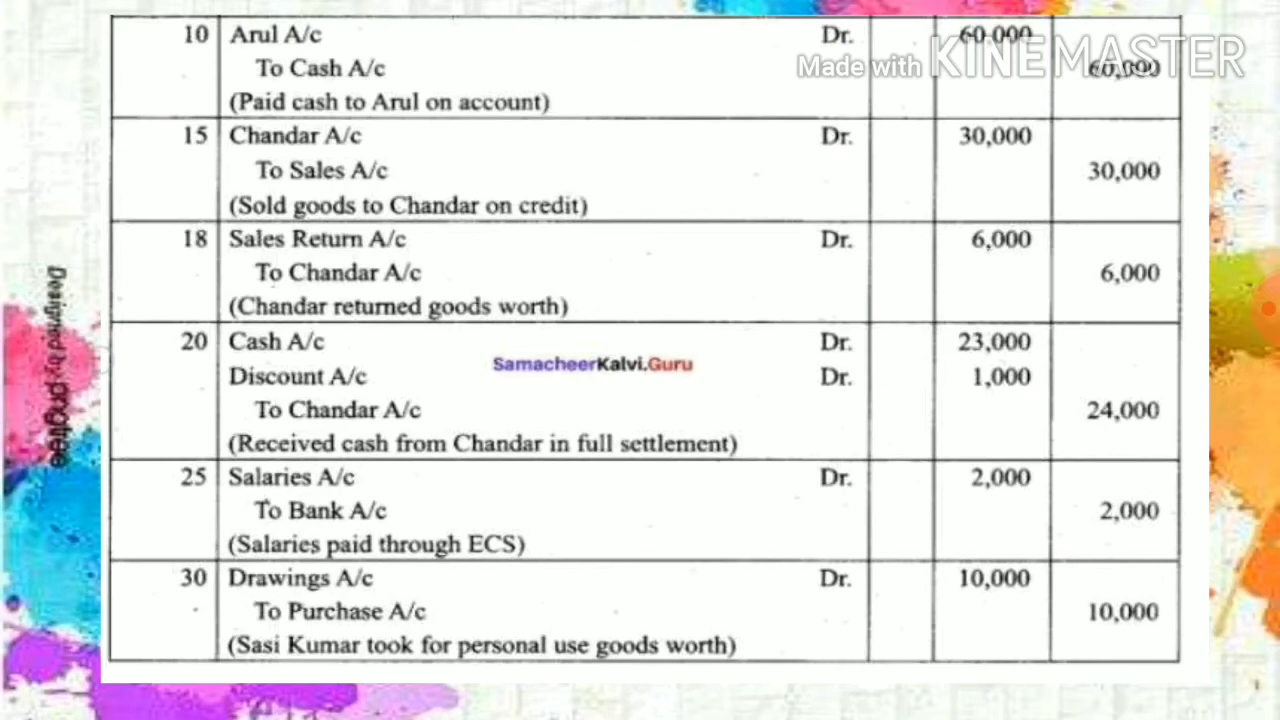 10 Arul A/c Dr. 60,000
To Cash A/c 60,000
(Paid cash to Arul on account)
Made with KINEMASTER
15 Chandar A/c Dr. 30,000
To Sales A/c 30,000
(Sold goods to Chandar on credit)
18 Sales Return A/c Dr. 6,000
To Chandar A/c 6,000
(Chandar returned goods worth)
20 Cash A/c Dr. 23,000
SamacheerKalvi.Guru
Discount A/c Dr. 1,000
To Chandar A/c 24,000
(Received cash from Chandar in full settlement)
25 Salaries A/c Dr. 2,000
To Bank A/c 2,000
(Salaries paid through ECS)
30 Drawings A/c Dr. 10,000
To Purchase A/c 10,000
(Sasi Kumar took for personal use goods worth)
Designed by pngtree